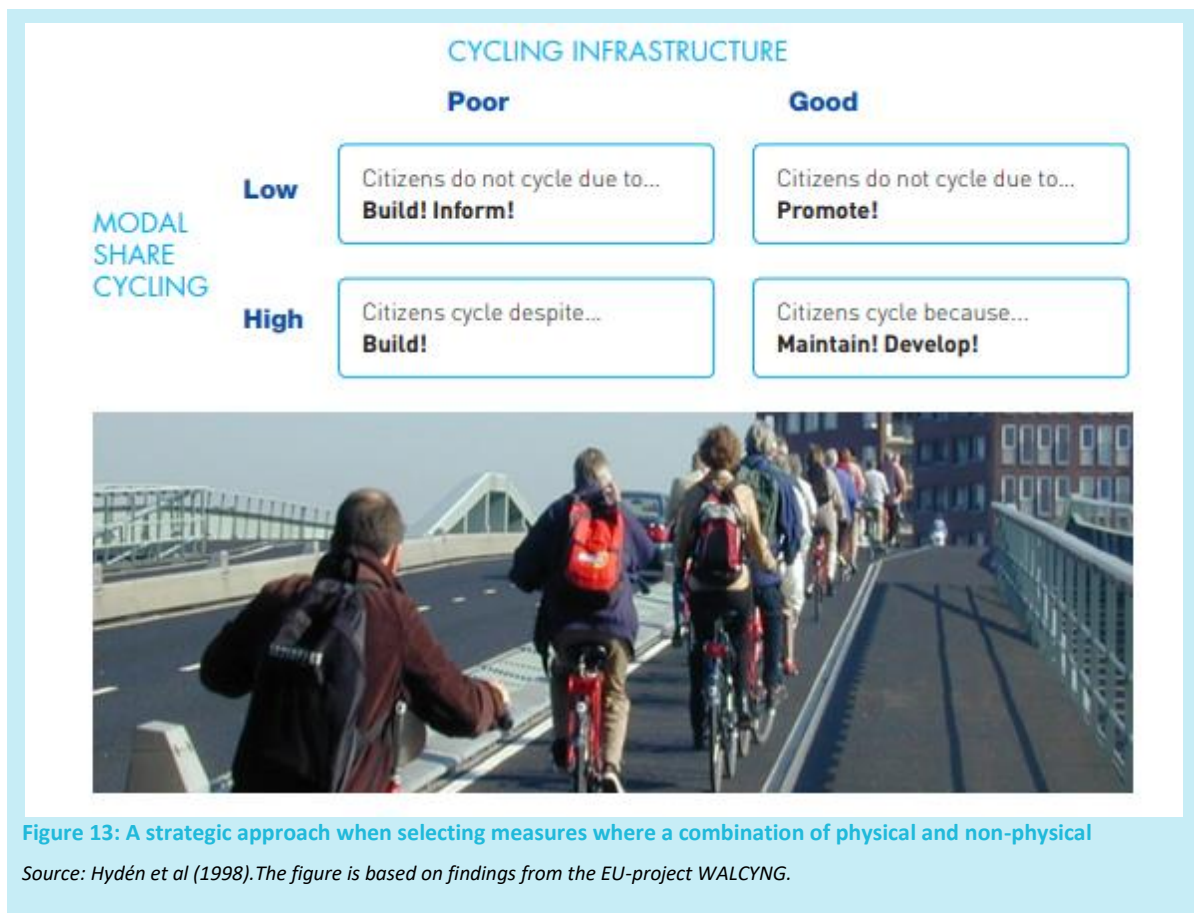 CYCLING INFRASTRUCTURE
Poor
Good
MODAL
SHARE
CYCLING
Low
Citizens do not cycle due to...
Build! Inform!
Citizens do not cycle due to...
Promote!
High
Citizens cycle despite...
Build!
Citizens cycle because...
Maintain! Develop!
Figure 13: A strategic approach when selecting measures where a combination of physical and non-physical
Source: Hydén et al (1998).The figure is based on findings from the EU-project WALCYNG.